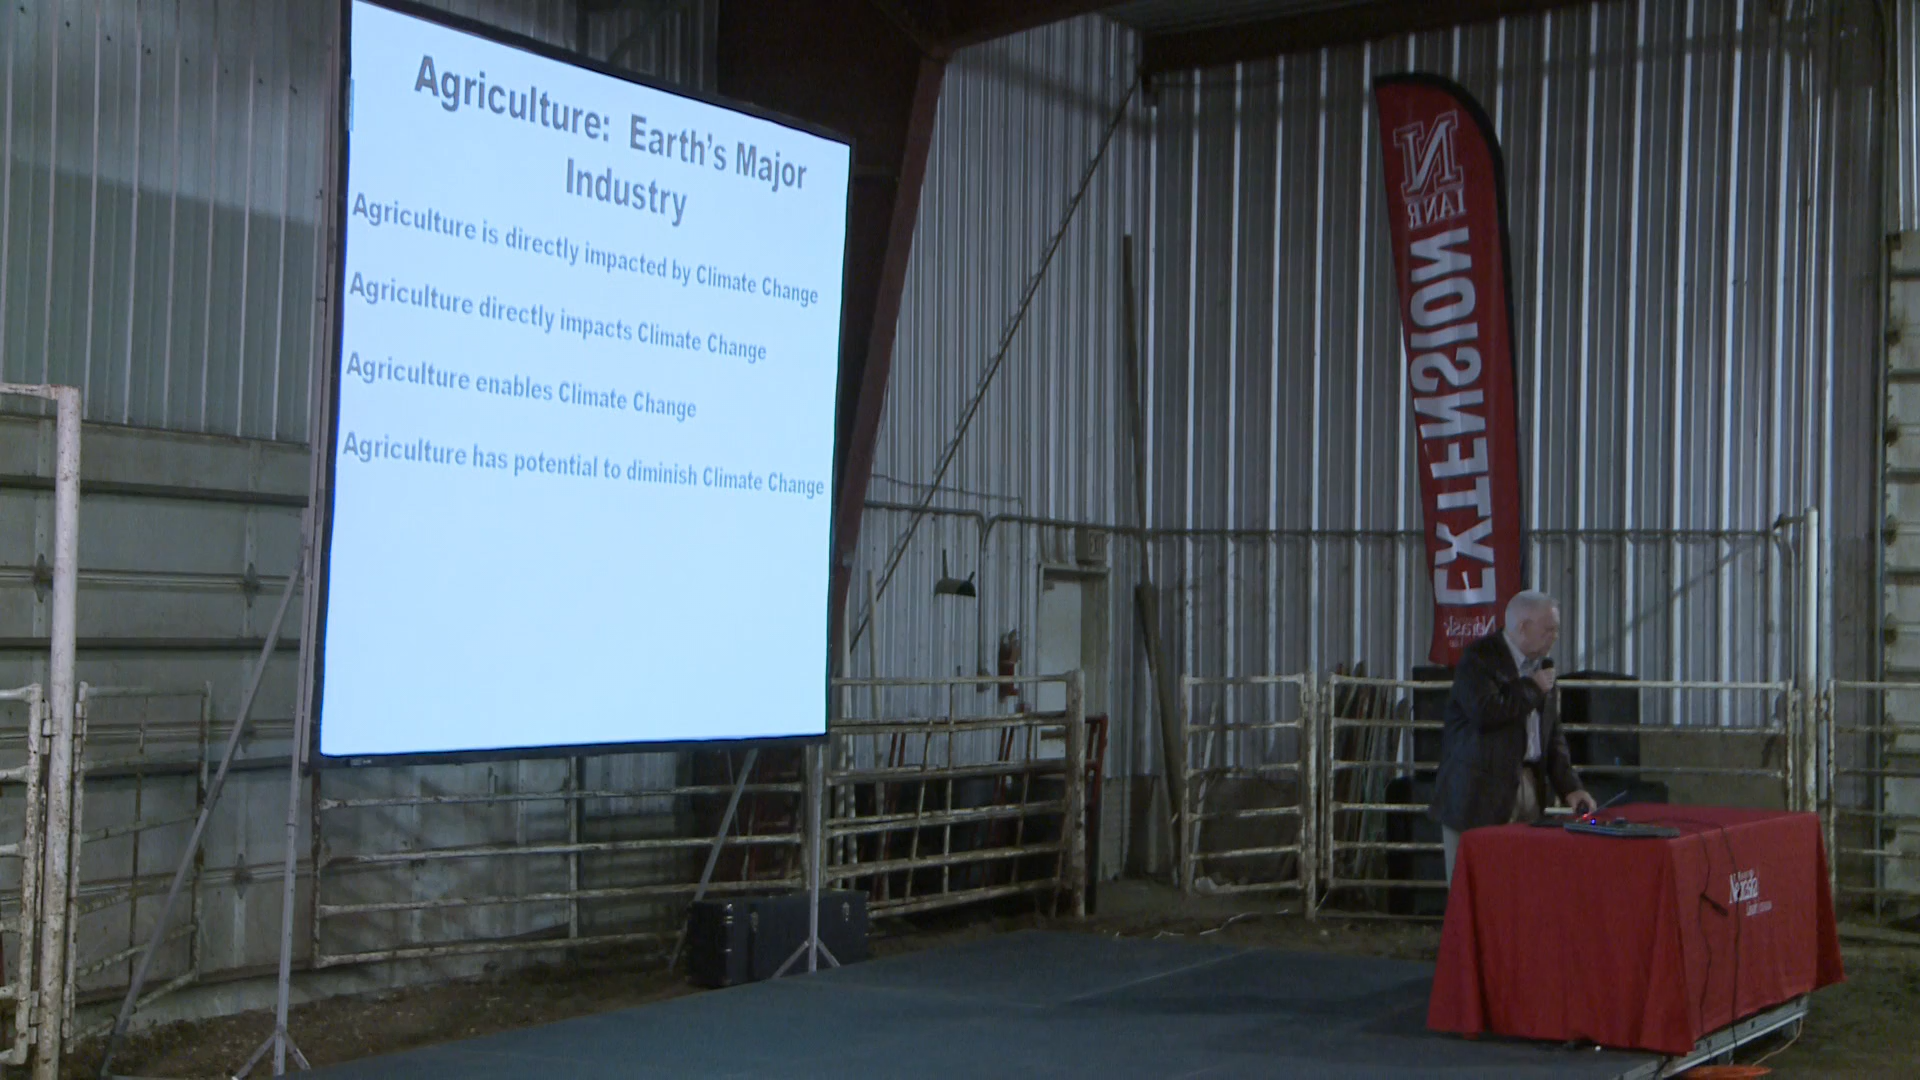 Agriculture: Earth's Major
Industry
Agriculture is directly impacted by Climate Change
Agriculture directly impacts Climate Change
Agriculture enables Climate Change
Agriculture has potential to diminish Climate Change
N
IANR
EXTENSION
Nebraska